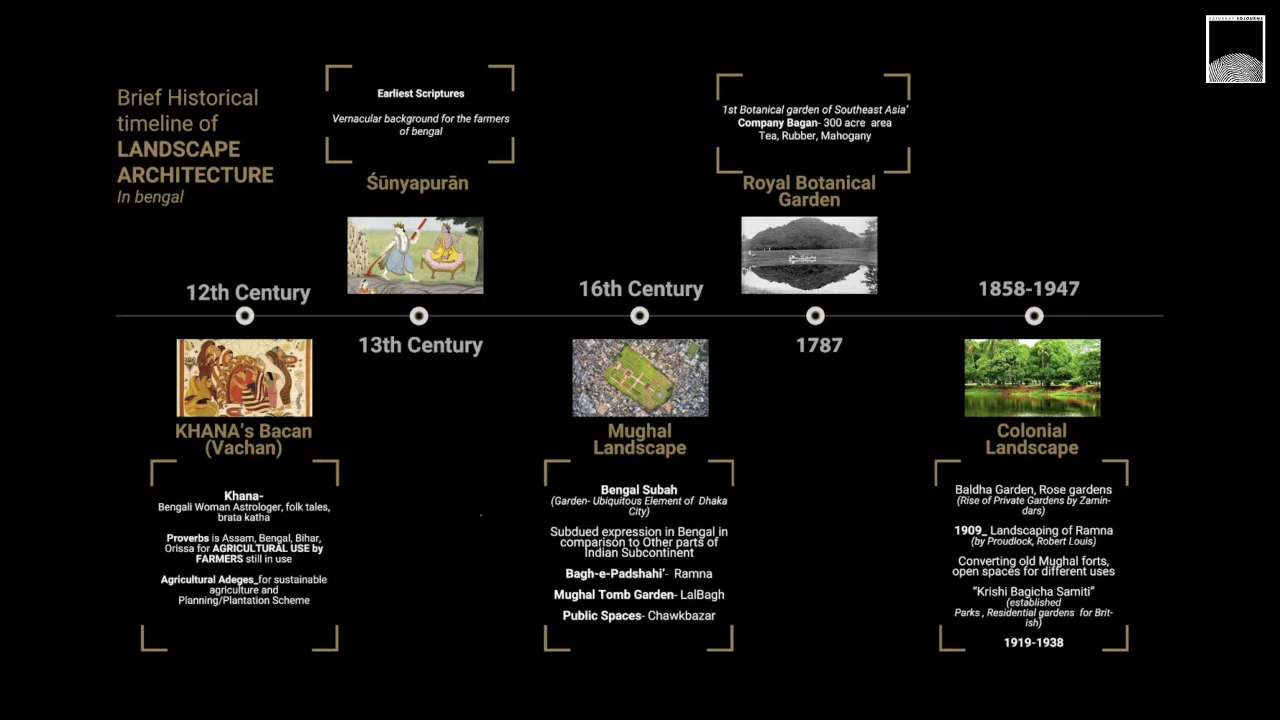 SATURDAY SOJOURNS
Brief Historical
timeline of
LANDSCAPE
ARCHITECTURE
In bengal
Earliest Scriptures
Vernacular background for the farmers
of bengal
Śūnyapurān
1st Botanical garden of Southeast Asia'
Company Bagan- 300 acre area
Tea, Rubber, Mahogany
Royal Botanical
Garden
12th Century
13th Century
16th Century
1787
1858-1947
KHANA's Bacan
(Vachan)
Khana-
Bengali Woman Astrologer, folk tales,
brata katha
Proverbs is Assam, Bengal, Bihar,
Orissa for AGRICULTURAL USE by
FARMERS still in use
Agricultural Adeges_for sustainable
agriculture and
Planning/Plantation Scheme
Mughal
Landscape
Bengal Subah
(Garden- Ubiquitous Element of Dhaka
City)
Subdued expression in Bengal in
comparison to Other parts of
Indian Subcontinent
Bagh-e-Padshahi'- Ramna
Mughal Tomb Garden- LalBagh
Public Spaces- Chawkbazar
Colonial
Landscape
Baldha Garden, Rose gardens
(Rise of Private Gardens by Zamin-
dars)
1909_ Landscaping of Ramna
(by Proudlock, Robert Louis)
Converting old Mughal forts,
open spaces for different uses
"Krishi Bagicha Samiti"
(established
Parks , Residential gardens for Brit-
ish)
1919-1938